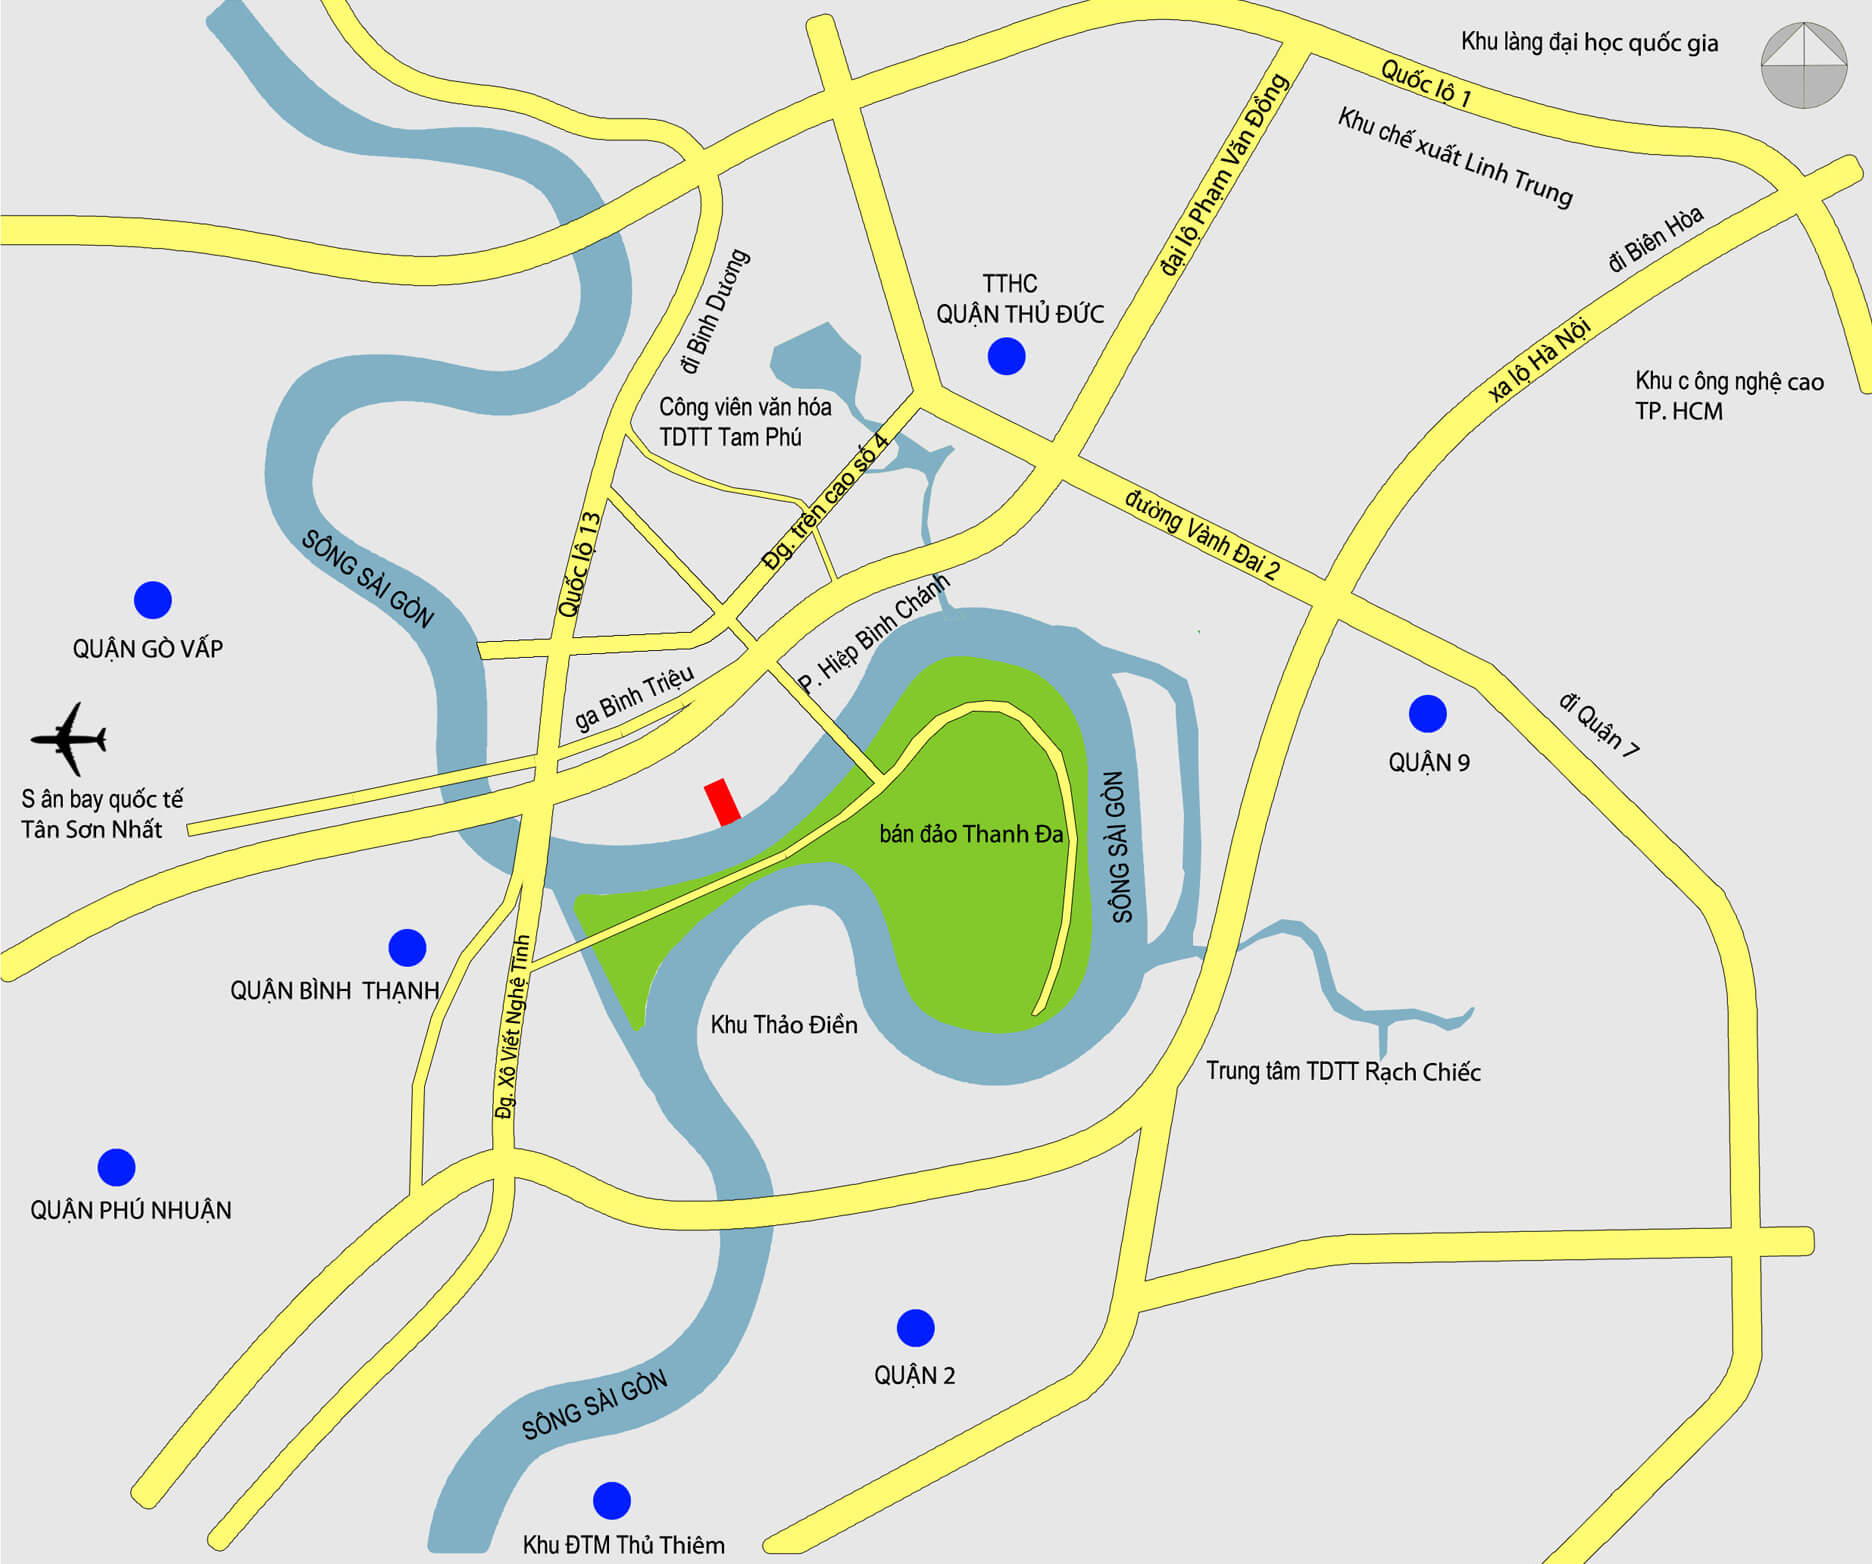 Khu làng đại học quốc gia
Quốc lộ 1
Khu chế xuất Linh Trung
đại lộ Phạm Văn Đồng
đi Biên Hòa
đi Bình Dương
TTHC
QUẬN THỦ ĐỨC
xa lộ Hà Nội
Khu c ông nghệ cao
TP. HCM
Công viên văn hóa
TDTT Tam Phú
Đg. trên cao số 4
đường Vành Đai 2
Quốc lộ 13
SÔNG SÀI GÒN
QUẬN GÒ VẤP
P. Hiệp Bình Chánh
ga Bình Triệu
đi Quận 7
QUẬN 9
S ân bay quốc tế
Tân Sơn Nhất
bán đảo Thanh Đa
SÔNG SÀI GÒN
QUẬN BÌNH THẠNH
Đg. Xô Viết Nghệ Tĩnh
Khu Thảo Điền
Trung tâm TDTT Rạch Chiếc
QUẬN PHÚ NHUẬN
QUẬN 2
SÔNG SÀI GÒN
Khu ĐTM Thủ Thiêm